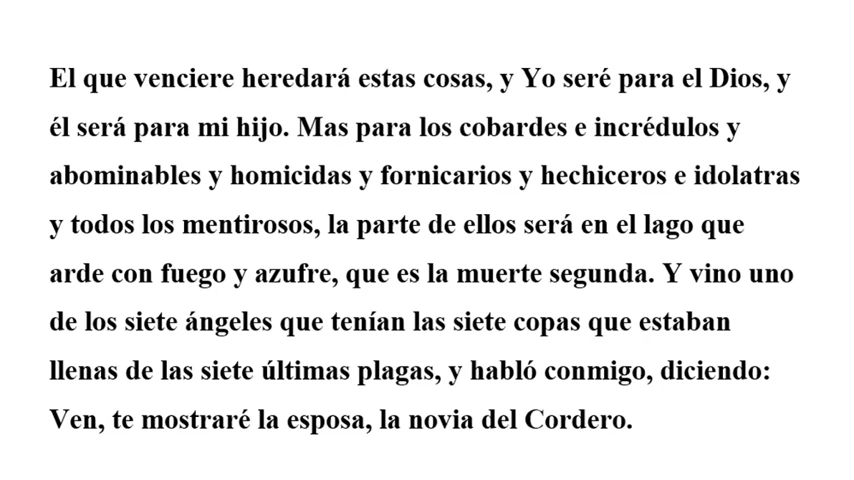 El que venciere heredará estas cosas, y Yo seré para el Dios, y
él será para mi hijo. Mas para los cobardes e incrédulos y
abominables y homicidas y fornicarios y hechiceros e idolatras
y todos los mentirosos, la parte de ellos será en el lago que
arde con fuego y azufre, que es la muerte segunda. Y vino uno
de los siete ángeles que tenían las siete copas que estaban
llenas de las siete últimas plagas, y habló conmigo, diciendo:
Ven, te mostraré la esposa, la novia del Cordero.